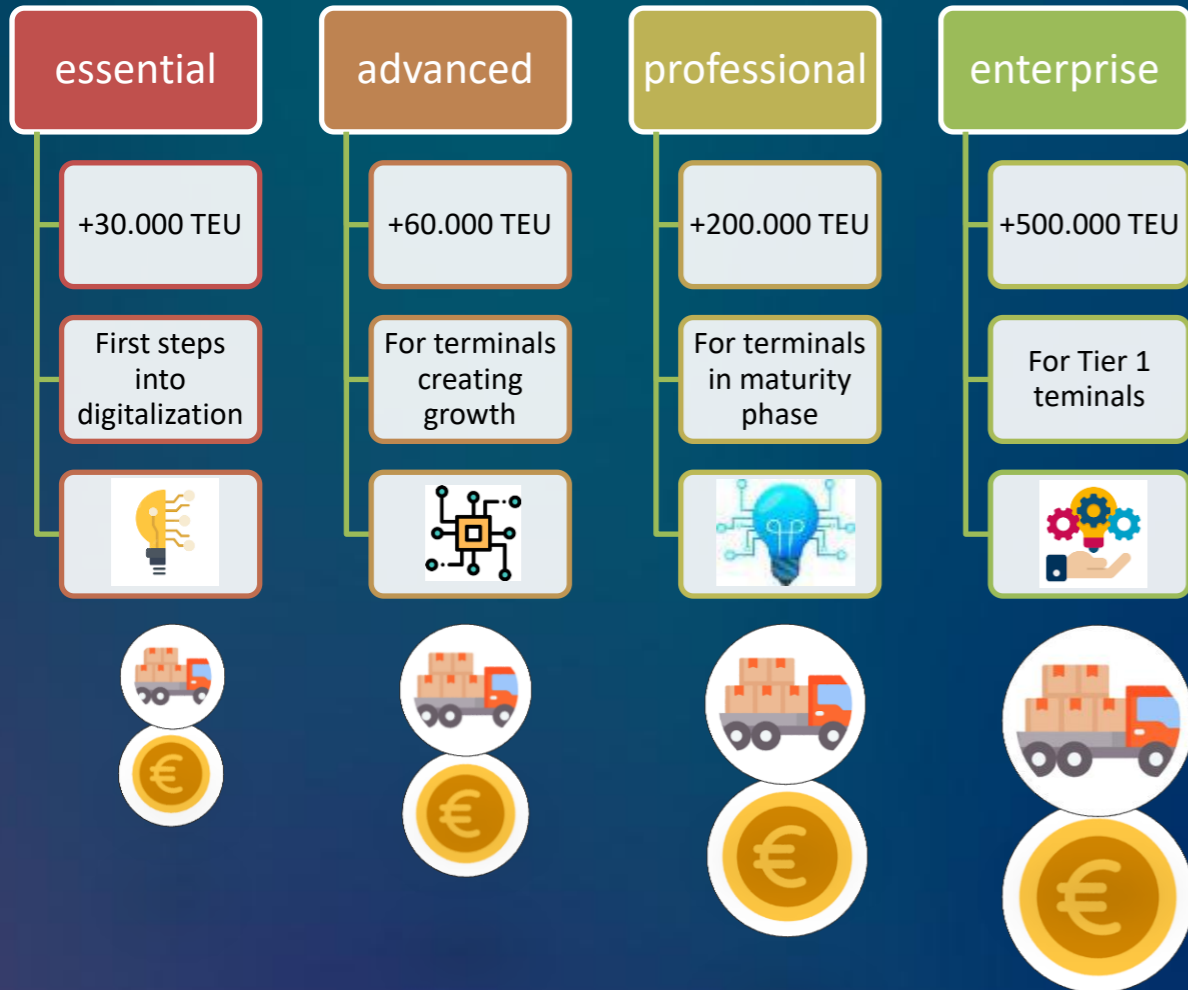 essential
+30.000 TEU
First steps
into
digitalization
advanced
+60.000 TEU
For terminals
creating
growth
professional
+200.000 TEU
For terminals
in maturity
phase
enterprise
+500.000 TEU
For Tier 1
teminals
€
€
€
€